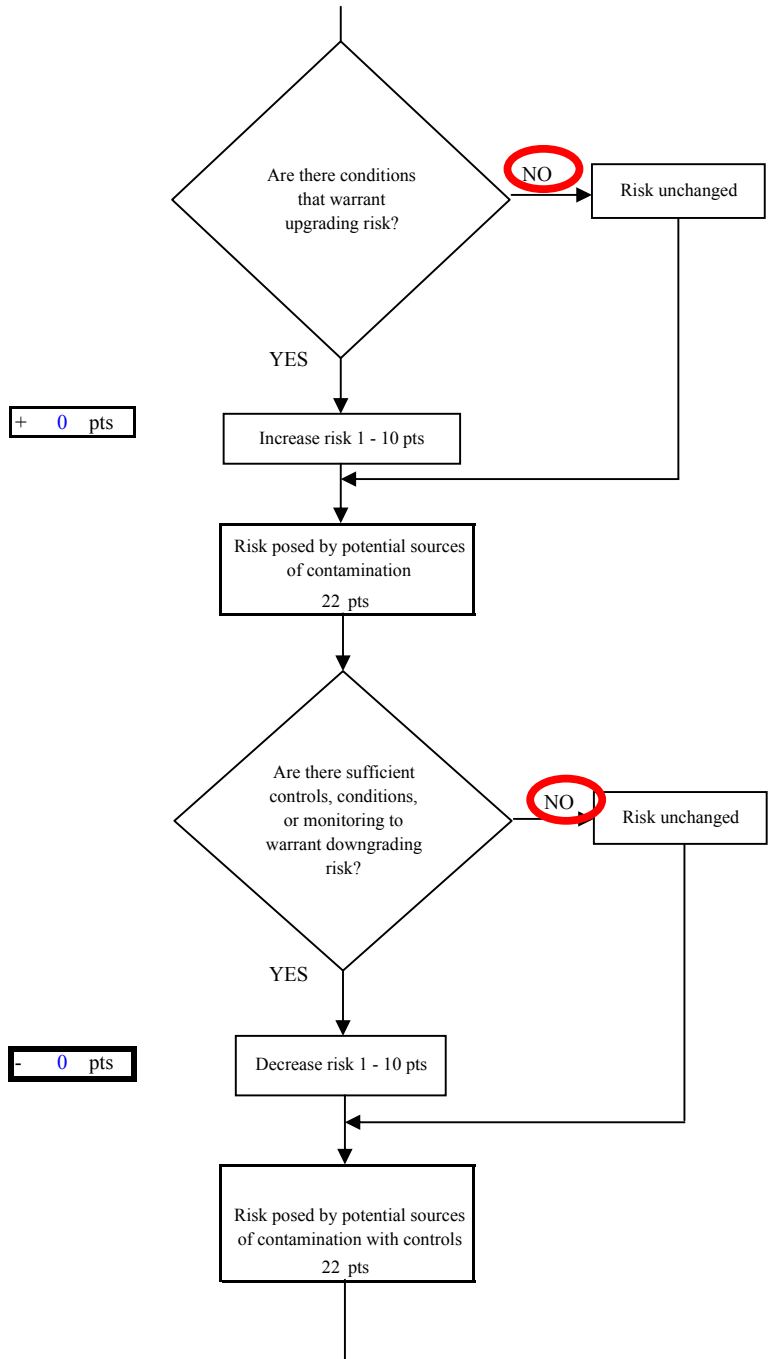 Are there conditions
that warrant
upgrading risk?
NO
Risk unchanged
YES
+ 0 pts
Increase risk 1 - 10 pts
Risk posed by potential sources
of contamination
22 pts
Are there sufficient
controls, conditions,
or monitoring to
warrant downgrading
risk?
NO
Risk unchanged
YES
- 0 pts
Decrease risk 1 - 10 pts
Risk posed by potential sources
of contamination with controls
22 pts